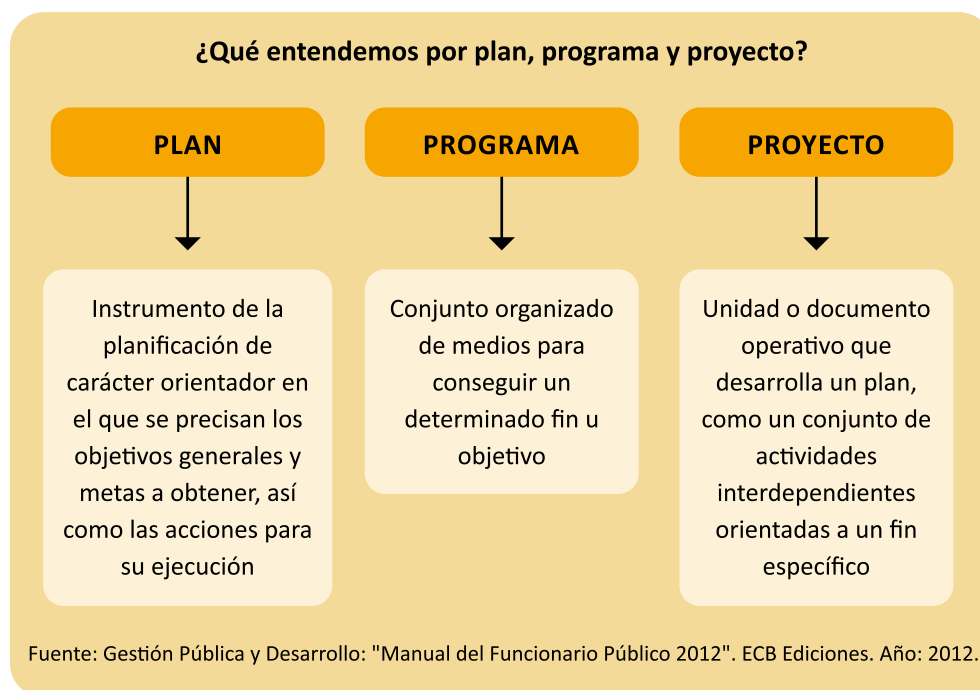 ¿Qué entendemos por plan, programa y proyecto?
PLAN
Instrumento de la
planificación de
carácter orientador en
el que se precisan los
objetivos generales y
metas a obtener, así
como las acciones para
su ejecución
PROGRAMA
Conjunto organizado
de medios para
conseguir un
determinado fin u
objetivo
PROYECTO
Unidad o documento
operativo que
desarrolla un plan,
como un conjunto de
actividades
interdependientes
orientadas a un fin
específico
Fuente: Gestión Pública y Desarrollo: "Manual del Funcionario Público 2012". ECB Ediciones. Año: 2012.